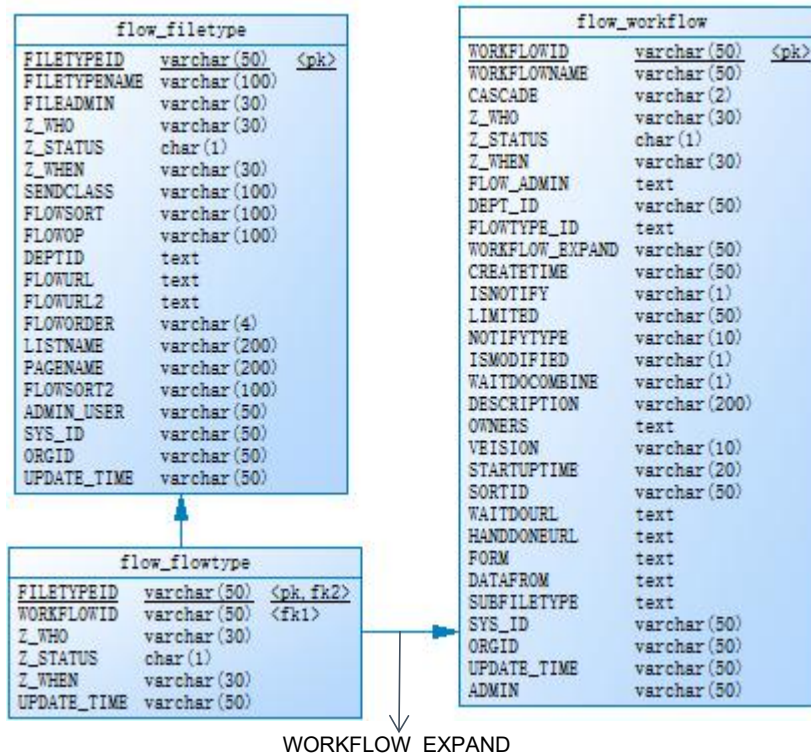 flow_filetype
FILETYPEID varchar(50) <pk>
FILETYPENAME varchar(100)
FILEADMIN varchar(30)
Z_WHO varchar(30)
Z_STATUS char(1)
Z_WHEN varchar(30)
SENDCLASS varchar(100)
FLOWSORT varchar(100)
FLOWOP varchar(100)
DEPTID text
FLOWURL text
FLOWURL2 text
FLOWORDER varchar(4)
LISTNAME varchar(200)
PAGENAME varchar(200)
FLOWSORT2 varchar(100)
ADMIN_USER varchar(50)
SYS_ID varchar(50)
ORGID varchar(50)
UPDATE_TIME varchar(50)
flow_workflow
WORKFLOWID varchar(50) <pk>
WORKFLOWNAME varchar(50)
CASCADE varchar(2)
Z_WHO varchar(30)
Z_STATUS char(1)
Z_WHEN varchar(30)
FLOW_ADMIN text
DEPT_ID varchar(50)
FLOWTYPE_ID text
WORKFLOW_EXPAND varchar(50)
CREATETIME varchar(50)
ISNOTIFY varchar(1)
LIMITED varchar(50)
NOTIFYTYPE varchar(10)
ISMODIFIED varchar(1)
WAITDOCOMBINE varchar(1)
DESCRIPTION varchar(200)
OWNERS text
VEISION varchar(10)
STARTUPTIME varchar(20)
SORTID varchar(50)
WAITDOURL text
HANDDONEURL text
FORM text
DATAFROM text
SUBFILETYPE text
SYS_ID varchar(50)
ORGID varchar(50)
UPDATE_TIME varchar(50)
ADMIN varchar(50)
flow_flowtype
FILETYPEID varchar(50) <pk,fk2>
WORKFLOWID varchar(50) <fk1>
Z_WHO varchar(30)
Z_STATUS char(1)
Z_WHEN varchar(30)
UPDATE_TIME varchar(50)
WORKFLOW_EXPAND